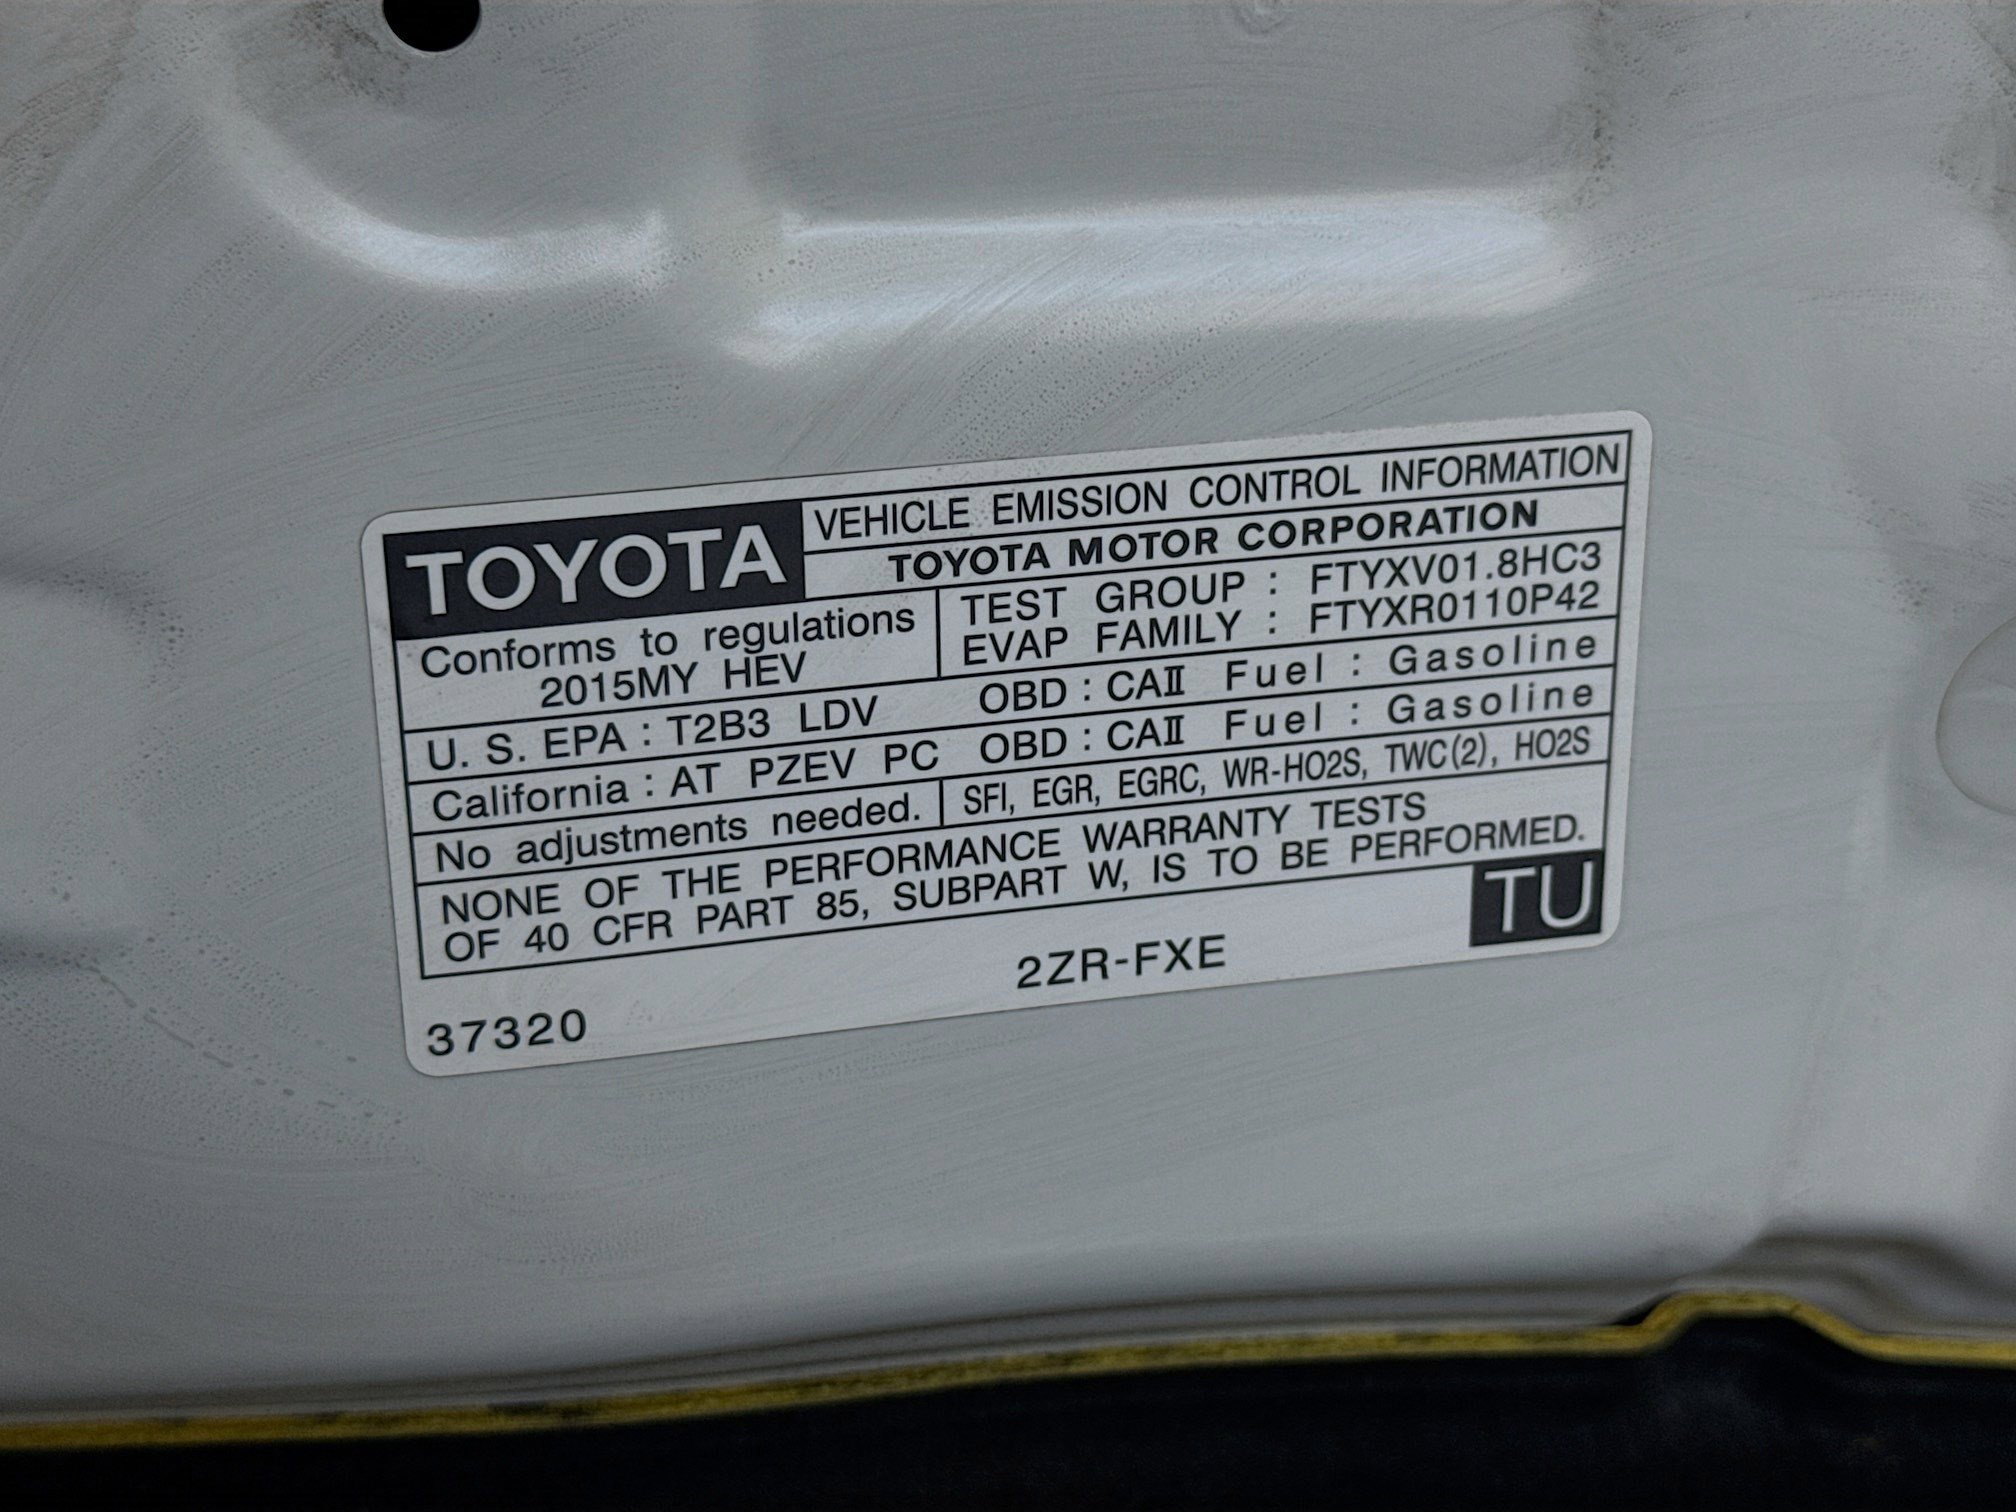 TOYOTA VEHICLE EMISSION CONTROL INFORMATION
TOYOTA MOTOR CORPORATION
Conforms to regulations
2015MY HEV
TEST GROUP : FTYXV01.8HC3
EVAP FAMILY : FTYXR0110P42
U. S. EPA : T2B3 LDV OBD : CAⅡ Fuel : Gasoline
California : AT PZEV PC OBD : CAⅡ Fuel : Gasoline
No adjustments needed. SFI, EGR, EGRC, WR-HO2S, TWC(2), HO2S
NONE OF THE PERFORMANCE WARRANTY TESTS
OF 40 CFR PART 85, SUBPART W, IS TO BE PERFORMED.
TU
37320 2ZR-FXE